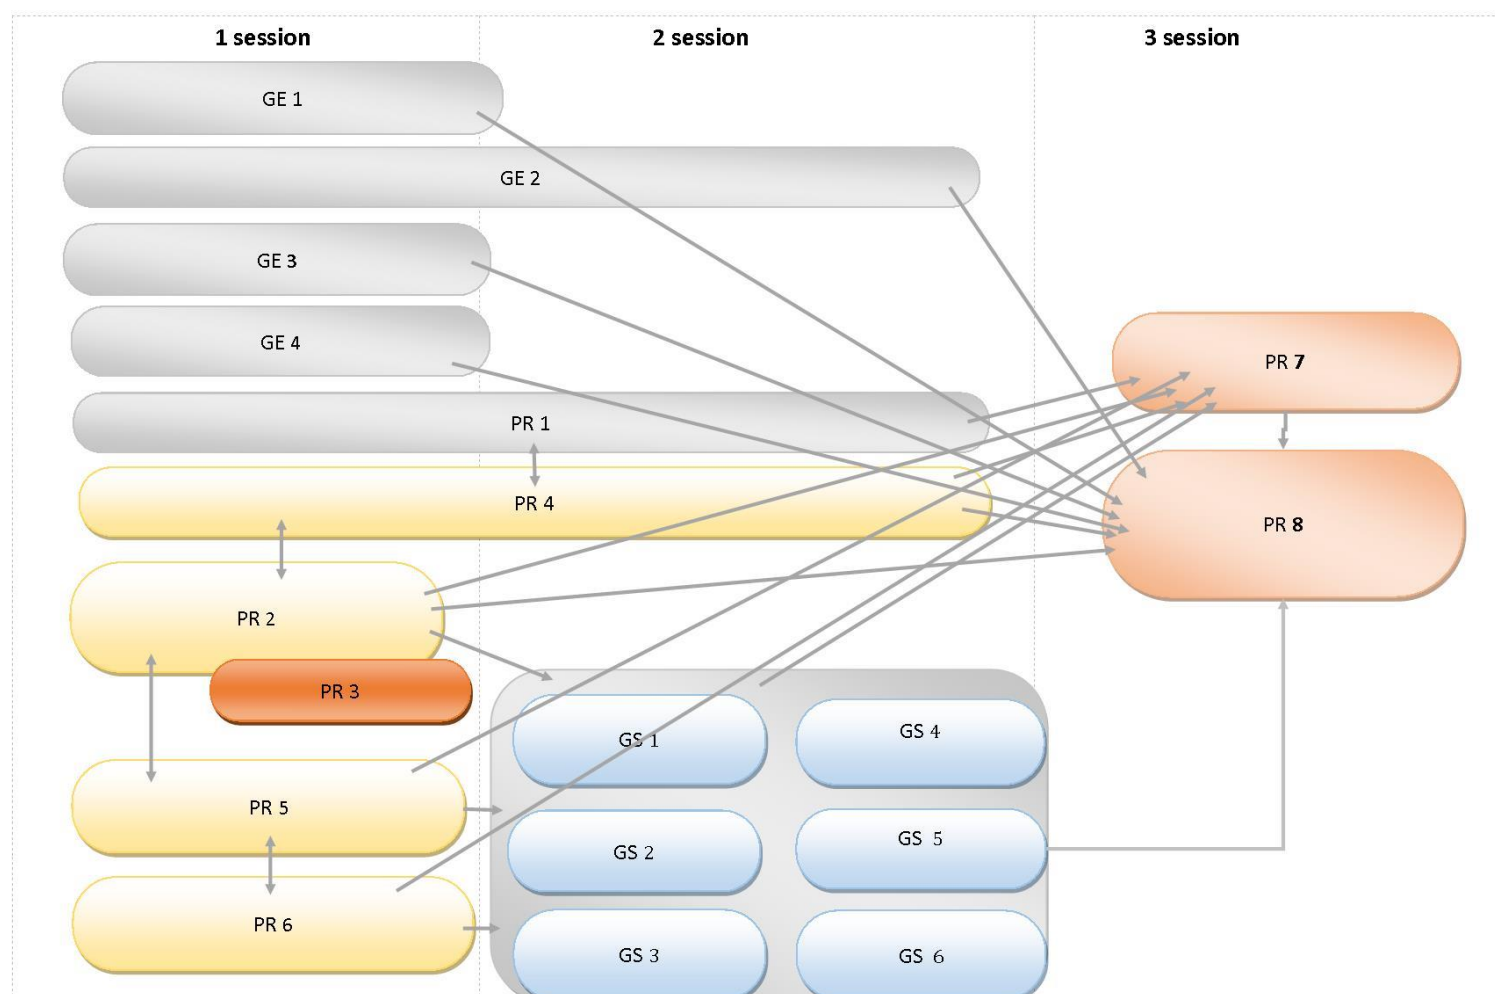 1 session
2 session
3 session
GE 1
GE 2
GE 3
GE 4
PR 1
PR 4
PR 2
PR 3
PR 5
PR 6
GS 1
GS 4
GS 2
GS 5
GS 3
GS 6
PR 7
PR 8